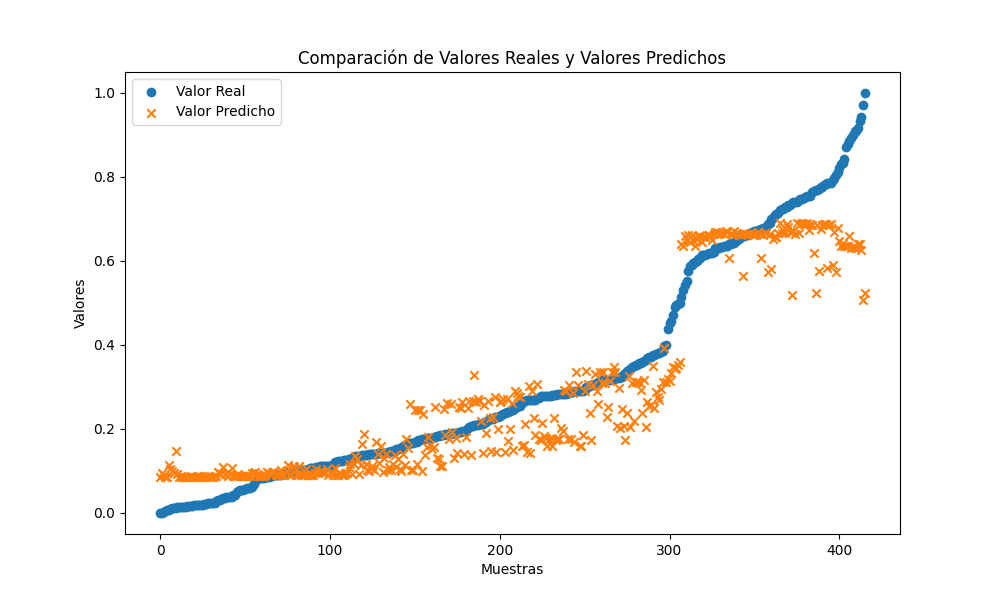 Comparación de Valores Reales y Valores Predichos
Valor Real
Valor Predicho
1.0
0.8
0.6
0.4
0.2
0.0
Valores
0 100 200 300 400
Muestras